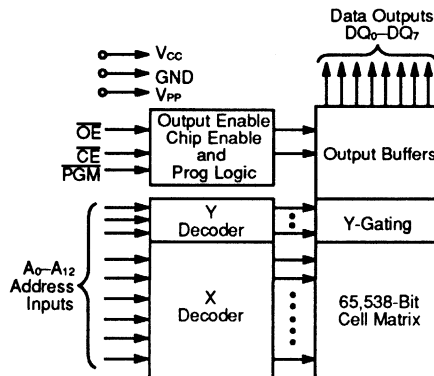 Data Outputs
DQ₀–DQ₇
VCC
GND
VPP
OE
CE
PGM
Output Enable
Chip Enable
and
Prog Logic
Output Buffers
Y
Decoder
Y-Gating
A₀–A₁₂
Address
Inputs
X
Decoder
65,538-Bit
Cell Matrix